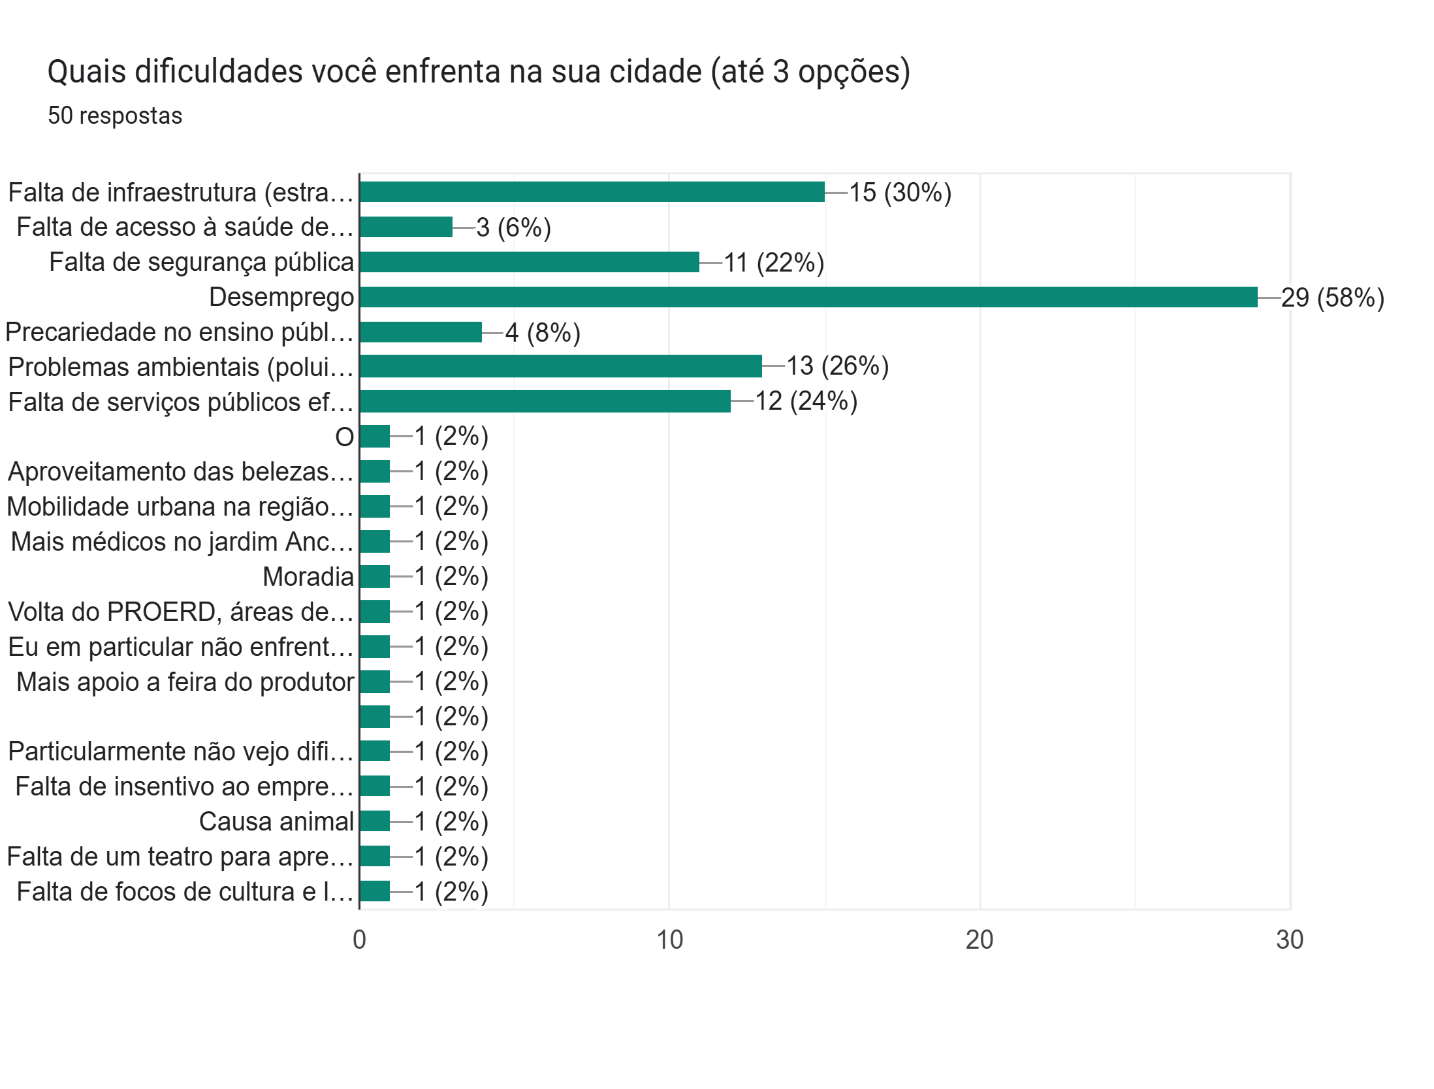 Quais dificuldades você enfrenta na sua cidade (até 3 opções)
50 respostas
Falta de infraestrutura (estra… 15 (30%)
Falta de acesso à saúde de… 3 (6%)
Falta de segurança pública 11 (22%)
Desemprego 29 (58%)
Precariedade no ensino públ… 4 (8%)
Problemas ambientais (polui… 13 (26%)
Falta de serviços públicos ef… 12 (24%)
O 1 (2%)
Aproveitamento das belezas… 1 (2%)
Mobilidade urbana na região… 1 (2%)
Mais médicos no jardim Anc… 1 (2%)
Moradia 1 (2%)
Volta do PROERD, áreas de… 1 (2%)
Eu em particular não enfrent… 1 (2%)
Mais apoio a feira do produtor 1 (2%)
1 (2%)
Particularmente não vejo difi… 1 (2%)
Falta de insentivo ao empre… 1 (2%)
Causa animal 1 (2%)
Falta de um teatro para apre… 1 (2%)
Falta de focos de cultura e l… 1 (2%)
0 10 20 30